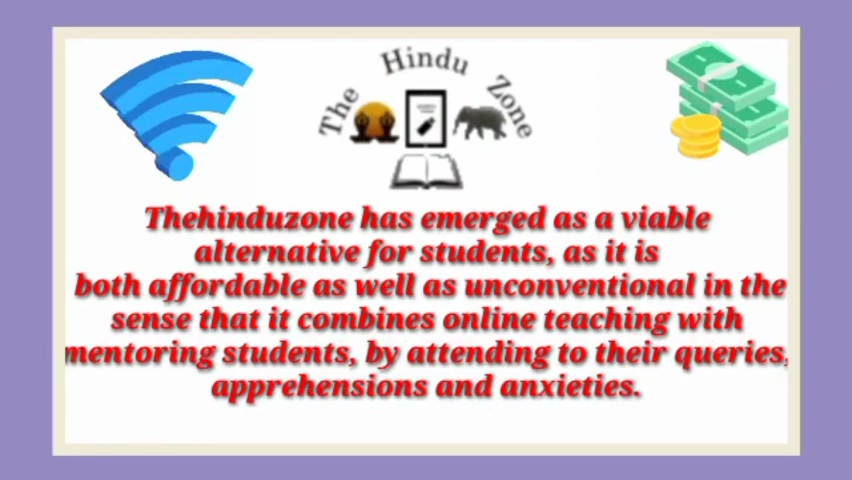 The Hindu Zone
Thehinduzone has emerged as a viable
alternative for students, as it is
both affordable as well as unconventional in the
sense that it combines online teaching with
mentoring students, by attending to their queries,
apprehensions and anxieties.